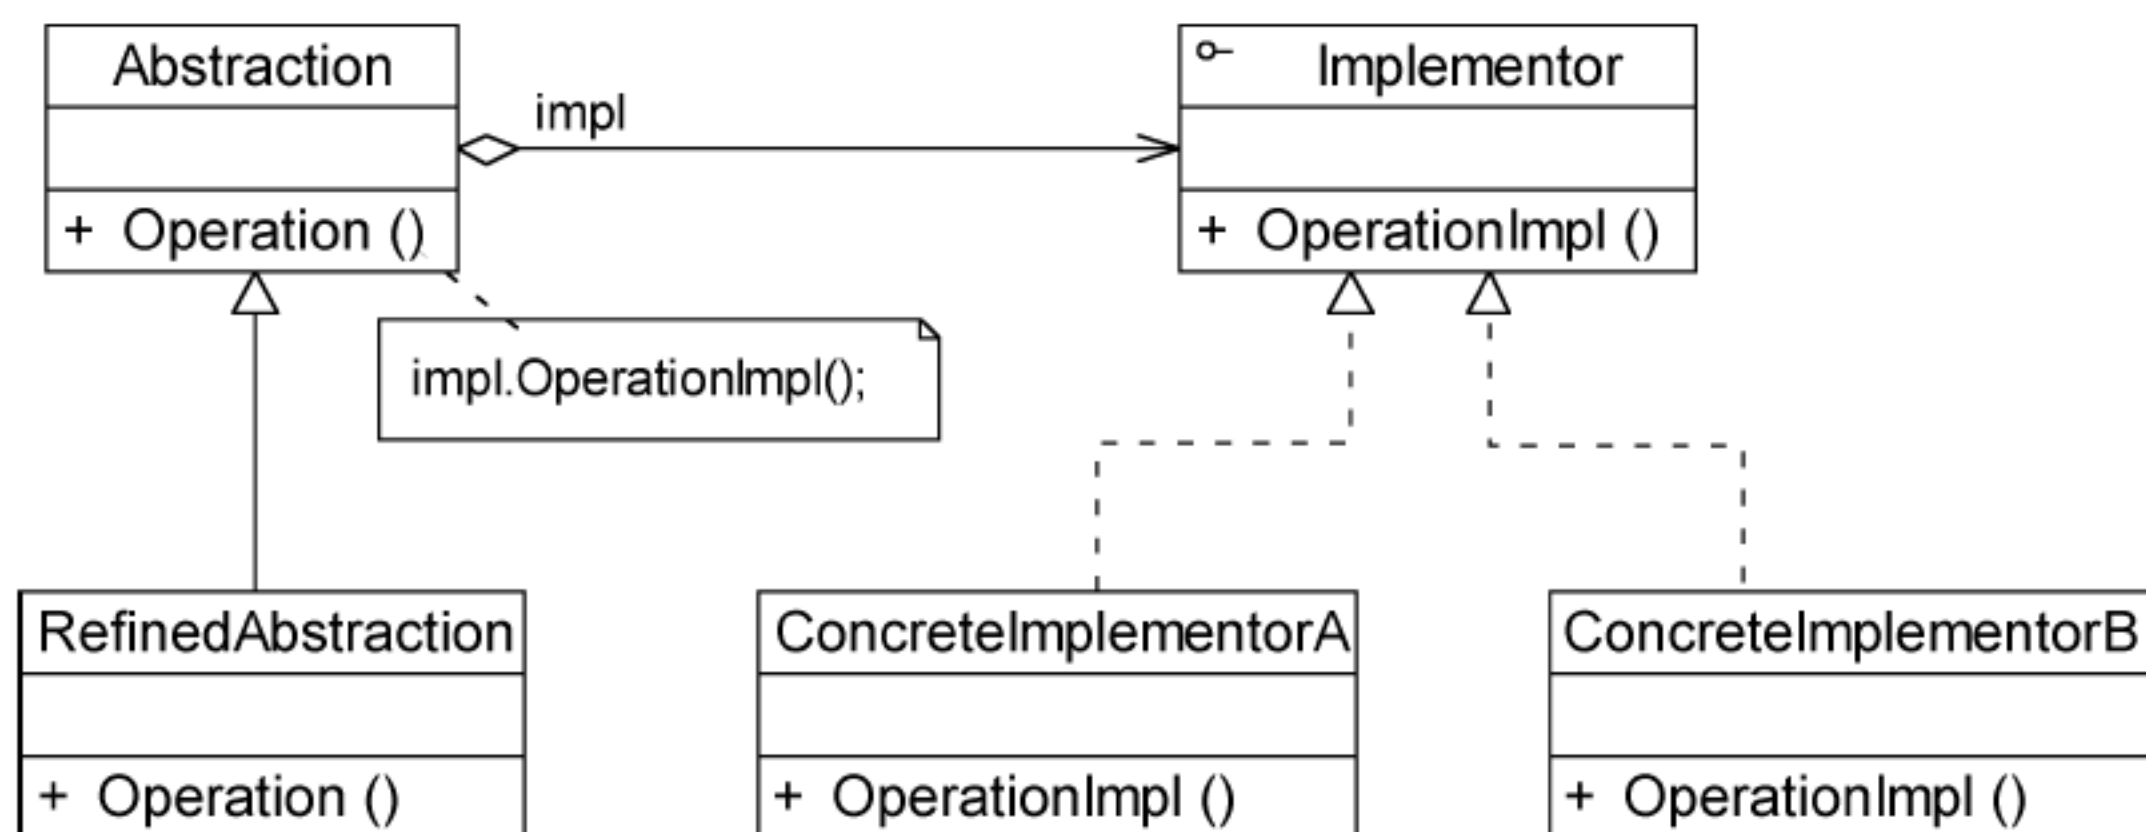 Abstraction
+ Operation ()
impl
Implementor
+ OperationImpl ()
impl.OperationImpl();
RefinedAbstraction
+ Operation ()
ConcreteImplementorA
+ OperationImpl ()
ConcreteImplementorB
+ OperationImpl ()